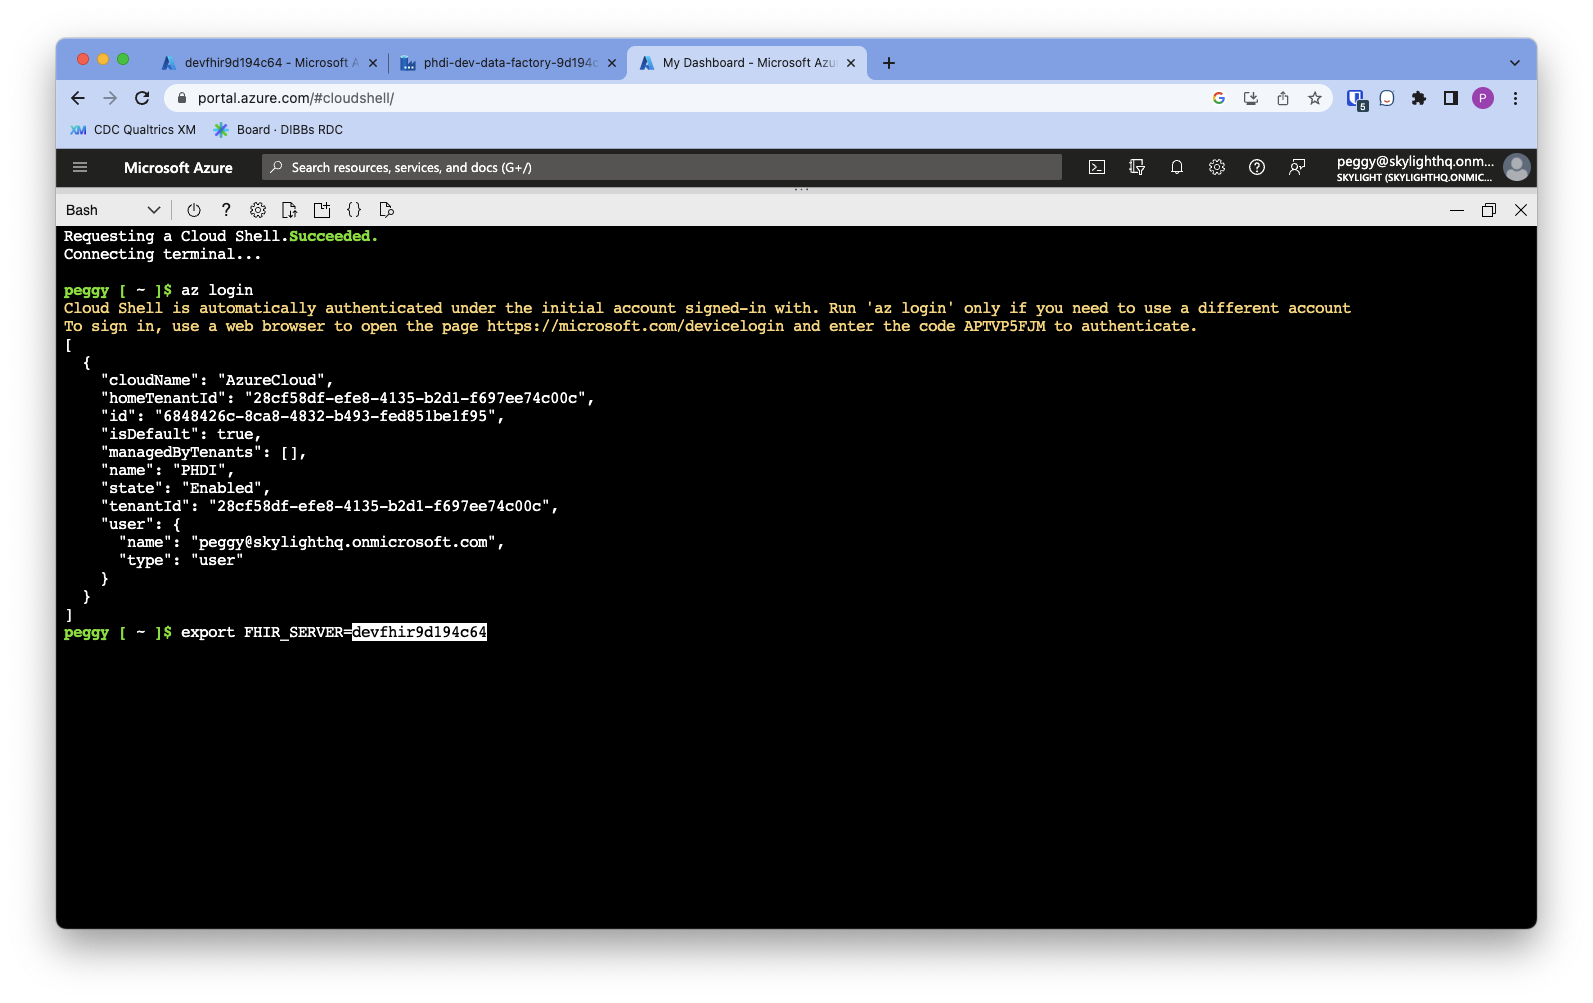 devfhir9d194c64 - Microsoft A
phdi-dev-data-factory-9d194c
My Dashboard - Microsoft Azu
portal.azure.com/#cloudshell/
5
P
XM CDC Qualtrics XM
Board · DIBBs RDC
Microsoft Azure
Search resources, services, and docs (G+/)
peggy@skylighthq.onm...
SKYLIGHT (SKYLIGHTHQ.ONMIC...
Bash
Requesting a Cloud Shell.Succeeded.
Connecting terminal...
peggy [ ~ ]$ az login
Cloud Shell is automatically authenticated under the initial account signed-in with. Run 'az login' only if you need to use a different account
To sign in, use a web browser to open the page https://microsoft.com/devicelogin and enter the code APTVP5FJM to authenticate.
[
  {
    "cloudName": "AzureCloud",
    "homeTenantId": "28cf58df-efe8-4135-b2d1-f697ee74c00c",
    "id": "6848426c-8ca8-4832-b493-fed851be1f95",
    "isDefault": true,
    "managedByTenants": [],
    "name": "PHDI",
    "state": "Enabled",
    "tenantId": "28cf58df-efe8-4135-b2d1-f697ee74c00c",
    "user": {
      "name": "peggy@skylighthq.onmicrosoft.com",
      "type": "user"
    }
  }
]
peggy [ ~ ]$ export FHIR_SERVER=devfhir9d194c64